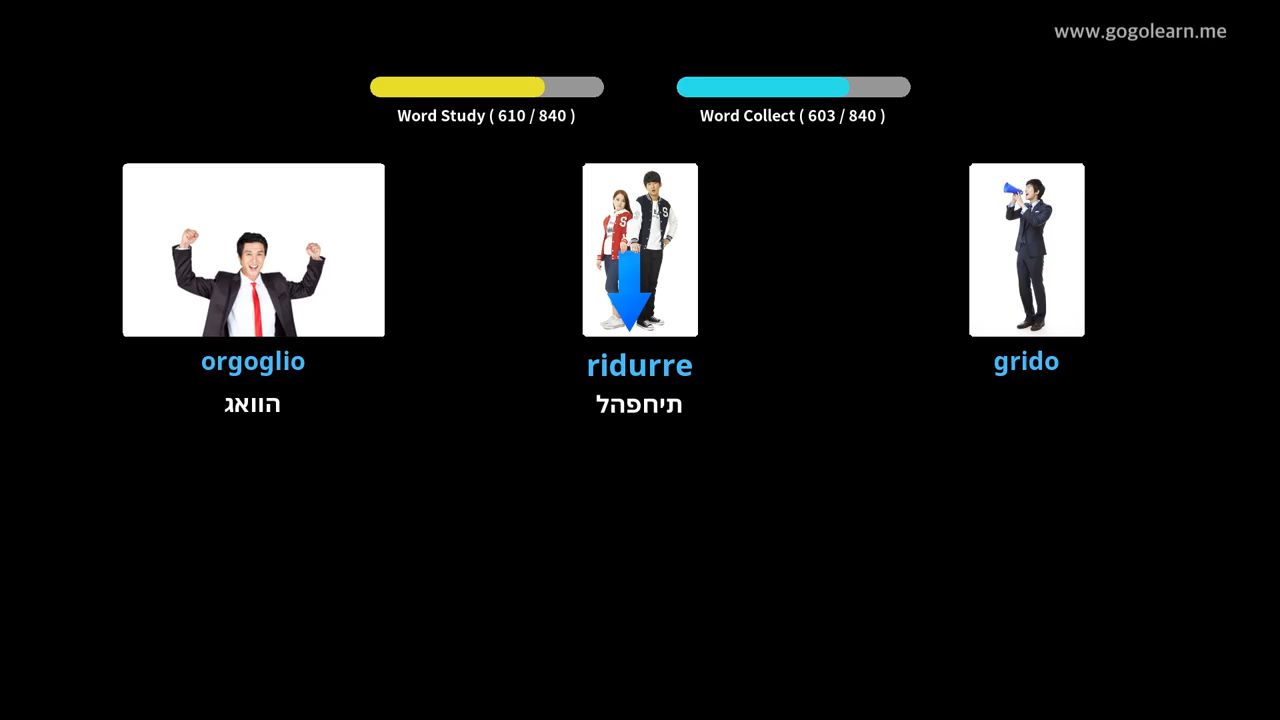 www.gogolearn.me
Word Study ( 610 / 840 )
Word Collect ( 603 / 840 )
orgoglio
ridurre
grido
הוואג
תיחפהל